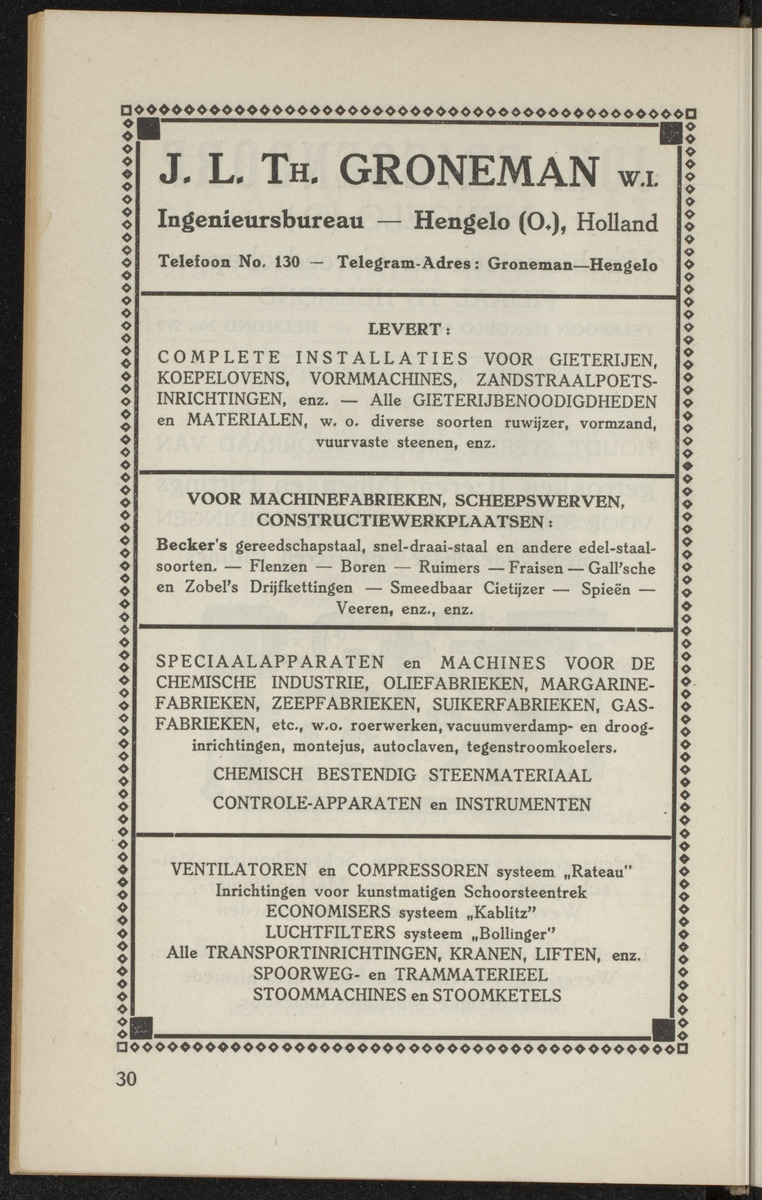 J. L. TH. GRONEMAN W.I.
Ingenieursbureau — Hengelo (O.), Holland
Telefoon No. 130 — Telegram-Adres: Groneman—Hengelo
LEVERT:
COMPLETE INSTALLATIES VOOR GIETERIJEN,
KOEPELOVENS, VORMMACHINES, ZANDSTRAALPOETS-
INRICHTINGEN, enz. — Alle GIETERIJBENOODIGDHEDEN
en MATERIALEN, w. o. diverse soorten ruwijzer, vormzand,
vuurvaste steenen, enz.
VOOR MACHINEFABRIEKEN, SCHEEPSWERVEN,
CONSTRUCTIEWERKPLAATSEN:
Becker's gereedschapstaal, snel-draai-staal en andere edel-staal-
soorten. — Flenzen — Boren — Ruimers — Fraisen — Gall'sche
en Zobel's Drijfkettingen — Smeedbaar Cietijzer — Spieën —
Veeren, enz., enz.
SPECIAALAPPARATEN en MACHINES VOOR DE
CHEMISCHE INDUSTRIE, OLIEFABRIEKEN, MARGARINE-
FABRIEKEN, ZEEPFABRIEKEN, SUIKERFABRIEKEN, GAS-
FABRIEKEN, etc., w.o. roerwerken, vacuumverdamp- en droog-
inrichtingen, montejus, autoclaven, tegenstroomkoelers.
CHEMISCH BESTENDIG STEENMATERIAAL
CONTROLE-APPARATEN en INSTRUMENTEN
VENTILATOREN en COMPRESSOREN systeem „Rateau"
Inrichtingen voor kunstmatigen Schoorsteentrek
ECONOMISERS systeem „Kablitz"
LUCHTFILTERS systeem „Bollinger"
Alle TRANSPORTINRICHTINGEN, KRANEN, LIFTEN, enz.
SPOORWEG- en TRAMMATERIEEL
STOOMMACHINES en STOOMKETELS
30